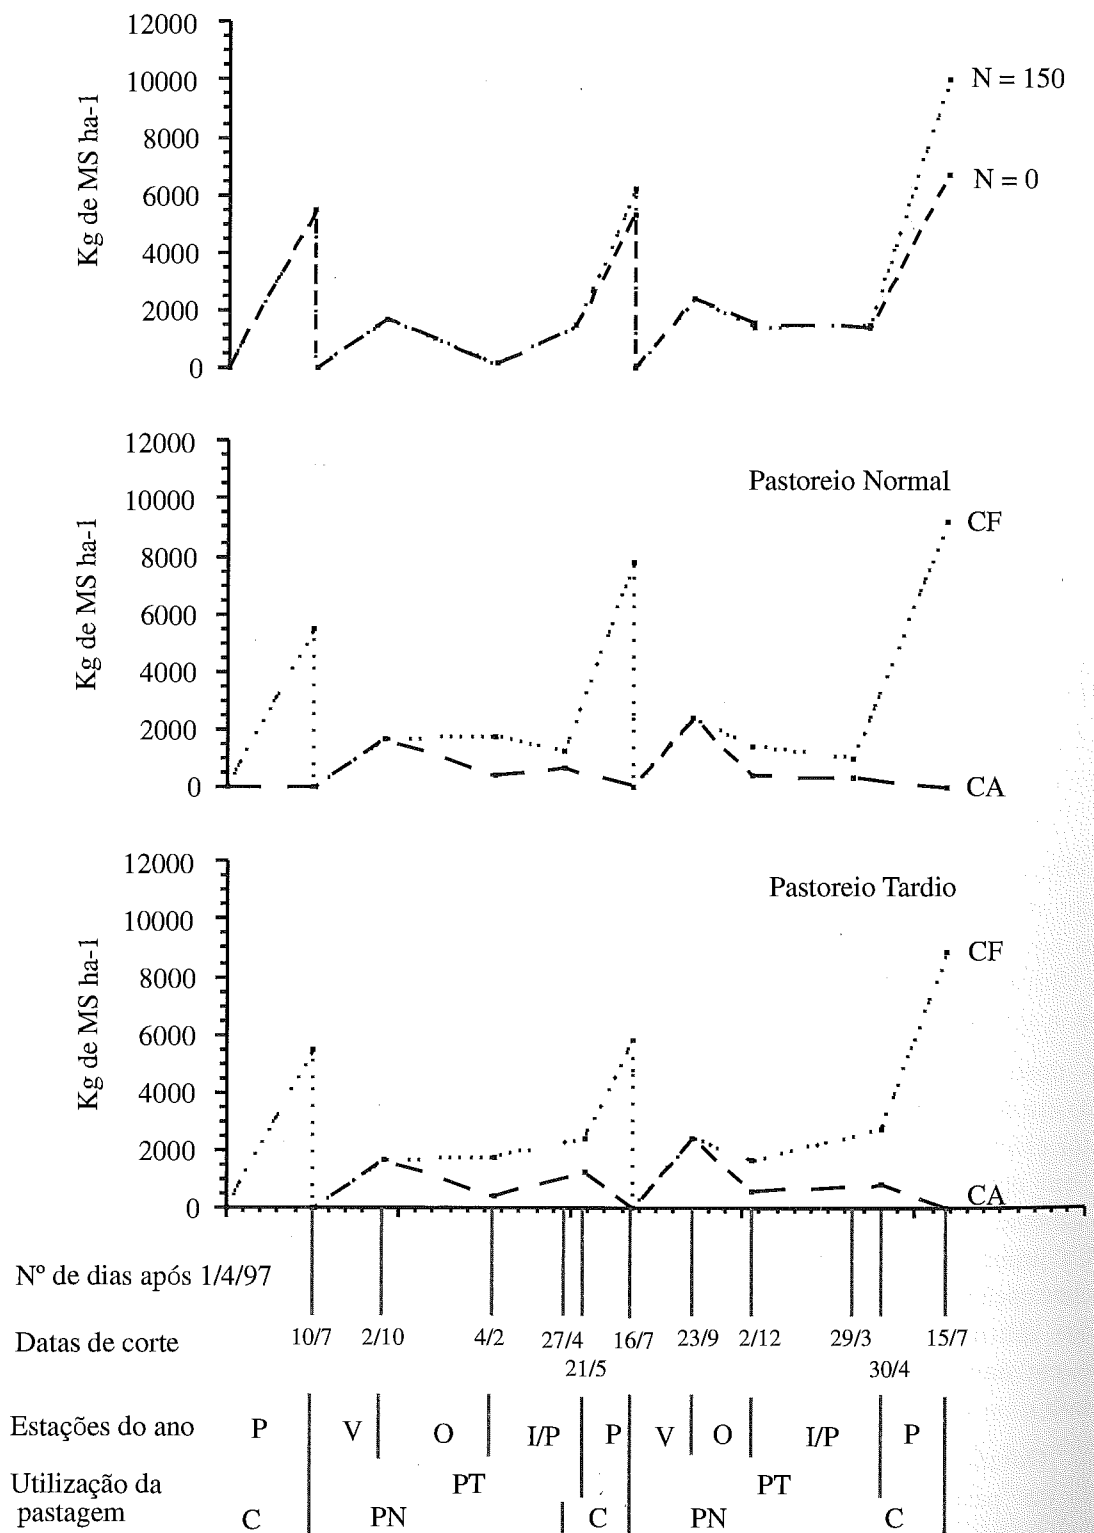 12000
10000
8000
6000
4000
2000
0
Kg de MS ha-1
N = 150
N = 0
12000
10000
8000
6000
4000
2000
0
Kg de MS ha-1
Pastoreio Normal
CF
CA
12000
10000
8000
6000
4000
2000
0
Kg de MS ha-1
Pastoreio Tardio
CF
CA
Nº de dias após 1/4/97
Datas de corte 10/7 2/10 4/2 27/4 16/7 23/9 2/12 29/3 15/7
21/5 30/4
Estações do ano P V O I/P P V O I/P P
Utilização da PT PT
pastagem C PN C PN C